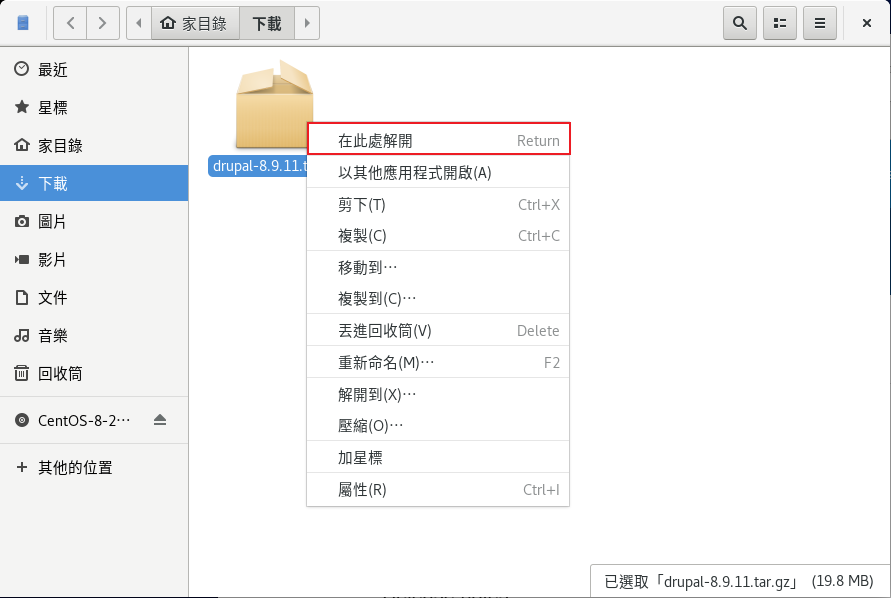 家目錄 下載
最近
星標
家目錄
下載
圖片
影片
文件
音樂
回收筒
CentOS-8-2⋯
其他的位置
drupal-8.9.11.t
在此處解開 Return
以其他應用程式開啟(A)
剪下(T) Ctrl+X
複製(C) Ctrl+C
移動到⋯
複製到(C)⋯
丟進回收筒(V) Delete
重新命名(M)⋯ F2
解開到(X)⋯
壓縮(O)⋯
加星標
屬性(R) Ctrl+I
已選取「drupal-8.9.11.tar.gz」 (19.8 MB)